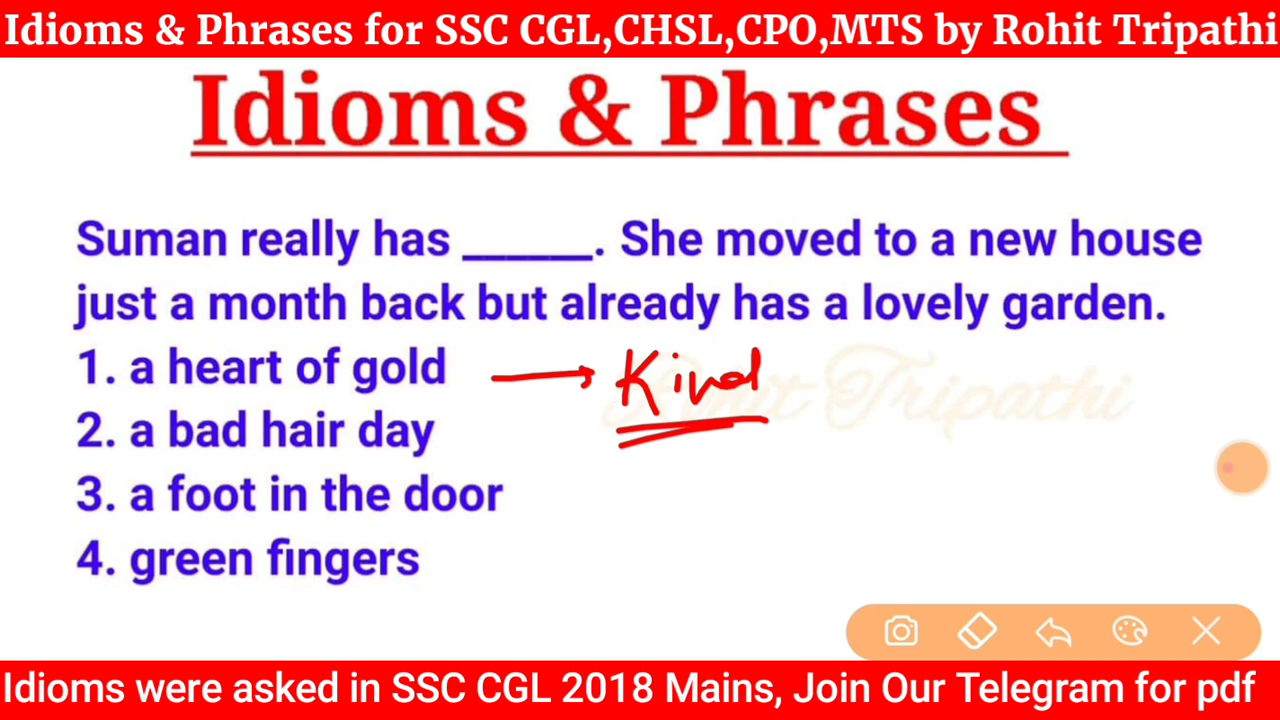 Idioms & Phrases for SSC CGL,CHSL,CPO,MTS by Rohit Tripathi
Idioms & Phrases
Suman really has ______. She moved to a new house
just a month back but already has a lovely garden.
1. a heart of gold → Kind
Rohit Tripathi
2. a bad hair day
3. a foot in the door
4. green fingers
Idioms were asked in SSC CGL 2018 Mains, Join Our Telegram for pdf